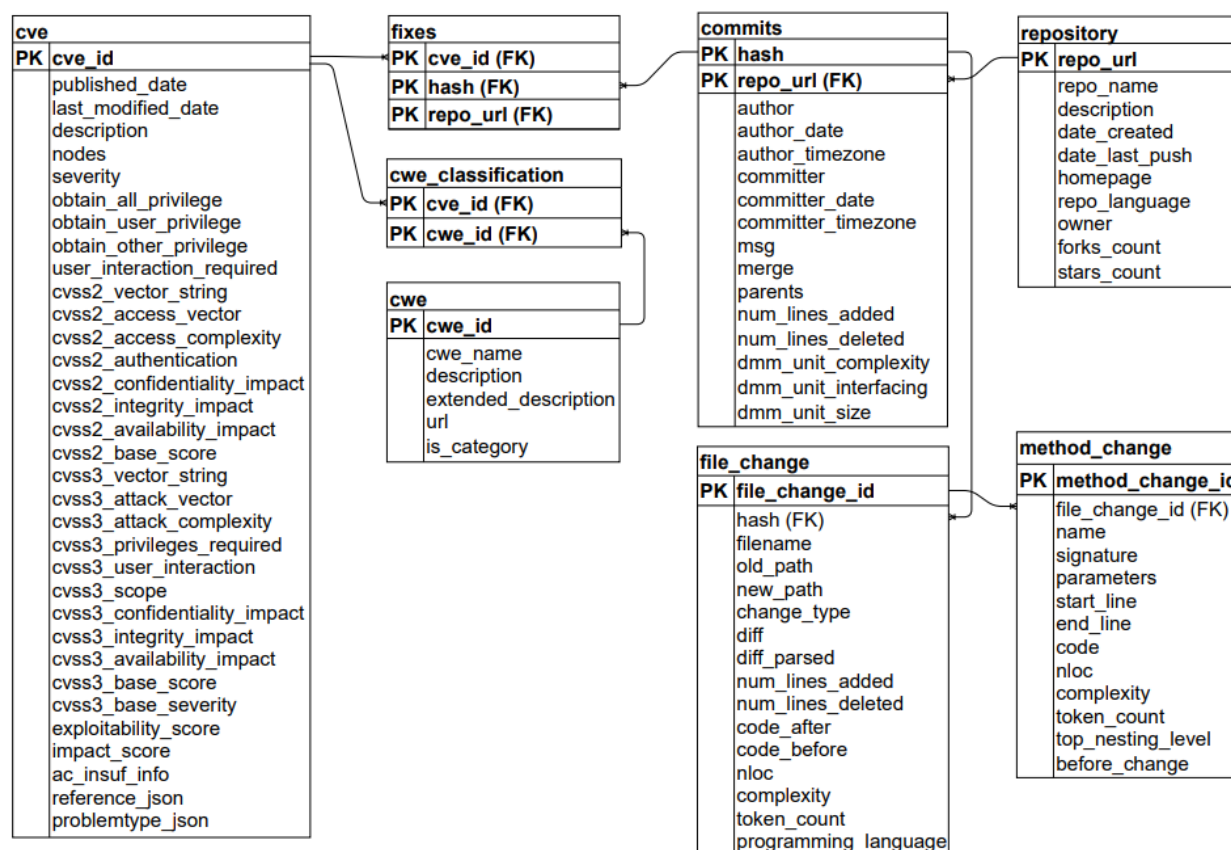 cve
PK cve_id
published_date
last_modified_date
description
nodes
severity
obtain_all_privilege
obtain_user_privilege
obtain_other_privilege
user_interaction_required
cvss2_vector_string
cvss2_access_vector
cvss2_access_complexity
cvss2_authentication
cvss2_confidentiality_impact
cvss2_integrity_impact
cvss2_availability_impact
cvss2_base_score
cvss3_vector_string
cvss3_attack_vector
cvss3_attack_complexity
cvss3_privileges_required
cvss3_user_interaction
cvss3_scope
cvss3_confidentiality_impact
cvss3_integrity_impact
cvss3_availability_impact
cvss3_base_score
cvss3_base_severity
exploitability_score
impact_score
ac_insuf_info
reference_json
problemtype_json
fixes
PK cve_id (FK)
PK hash (FK)
PK repo_url (FK)
cwe_classification
PK cve_id (FK)
PK cwe_id (FK)
cwe
PK cwe_id
cwe_name
description
extended_description
url
is_category
commits
PK hash
PK repo_url (FK)
author
author_date
author_timezone
committer
committer_date
committer_timezone
msg
merge
parents
num_lines_added
num_lines_deleted
dmm_unit_complexity
dmm_unit_interfacing
dmm_unit_size
file_change
PK file_change_id
hash (FK)
filename
old_path
new_path
change_type
diff
diff_parsed
num_lines_added
num_lines_deleted
code_after
code_before
nloc
complexity
token_count
programming_language
repository
PK repo_url
repo_name
description
date_created
date_last_push
homepage
repo_language
owner
forks_count
stars_count
method_change
PK method_change_id
file_change_id (FK)
name
signature
parameters
start_line
end_line
code
nloc
complexity
token_count
top_nesting_level
before_change